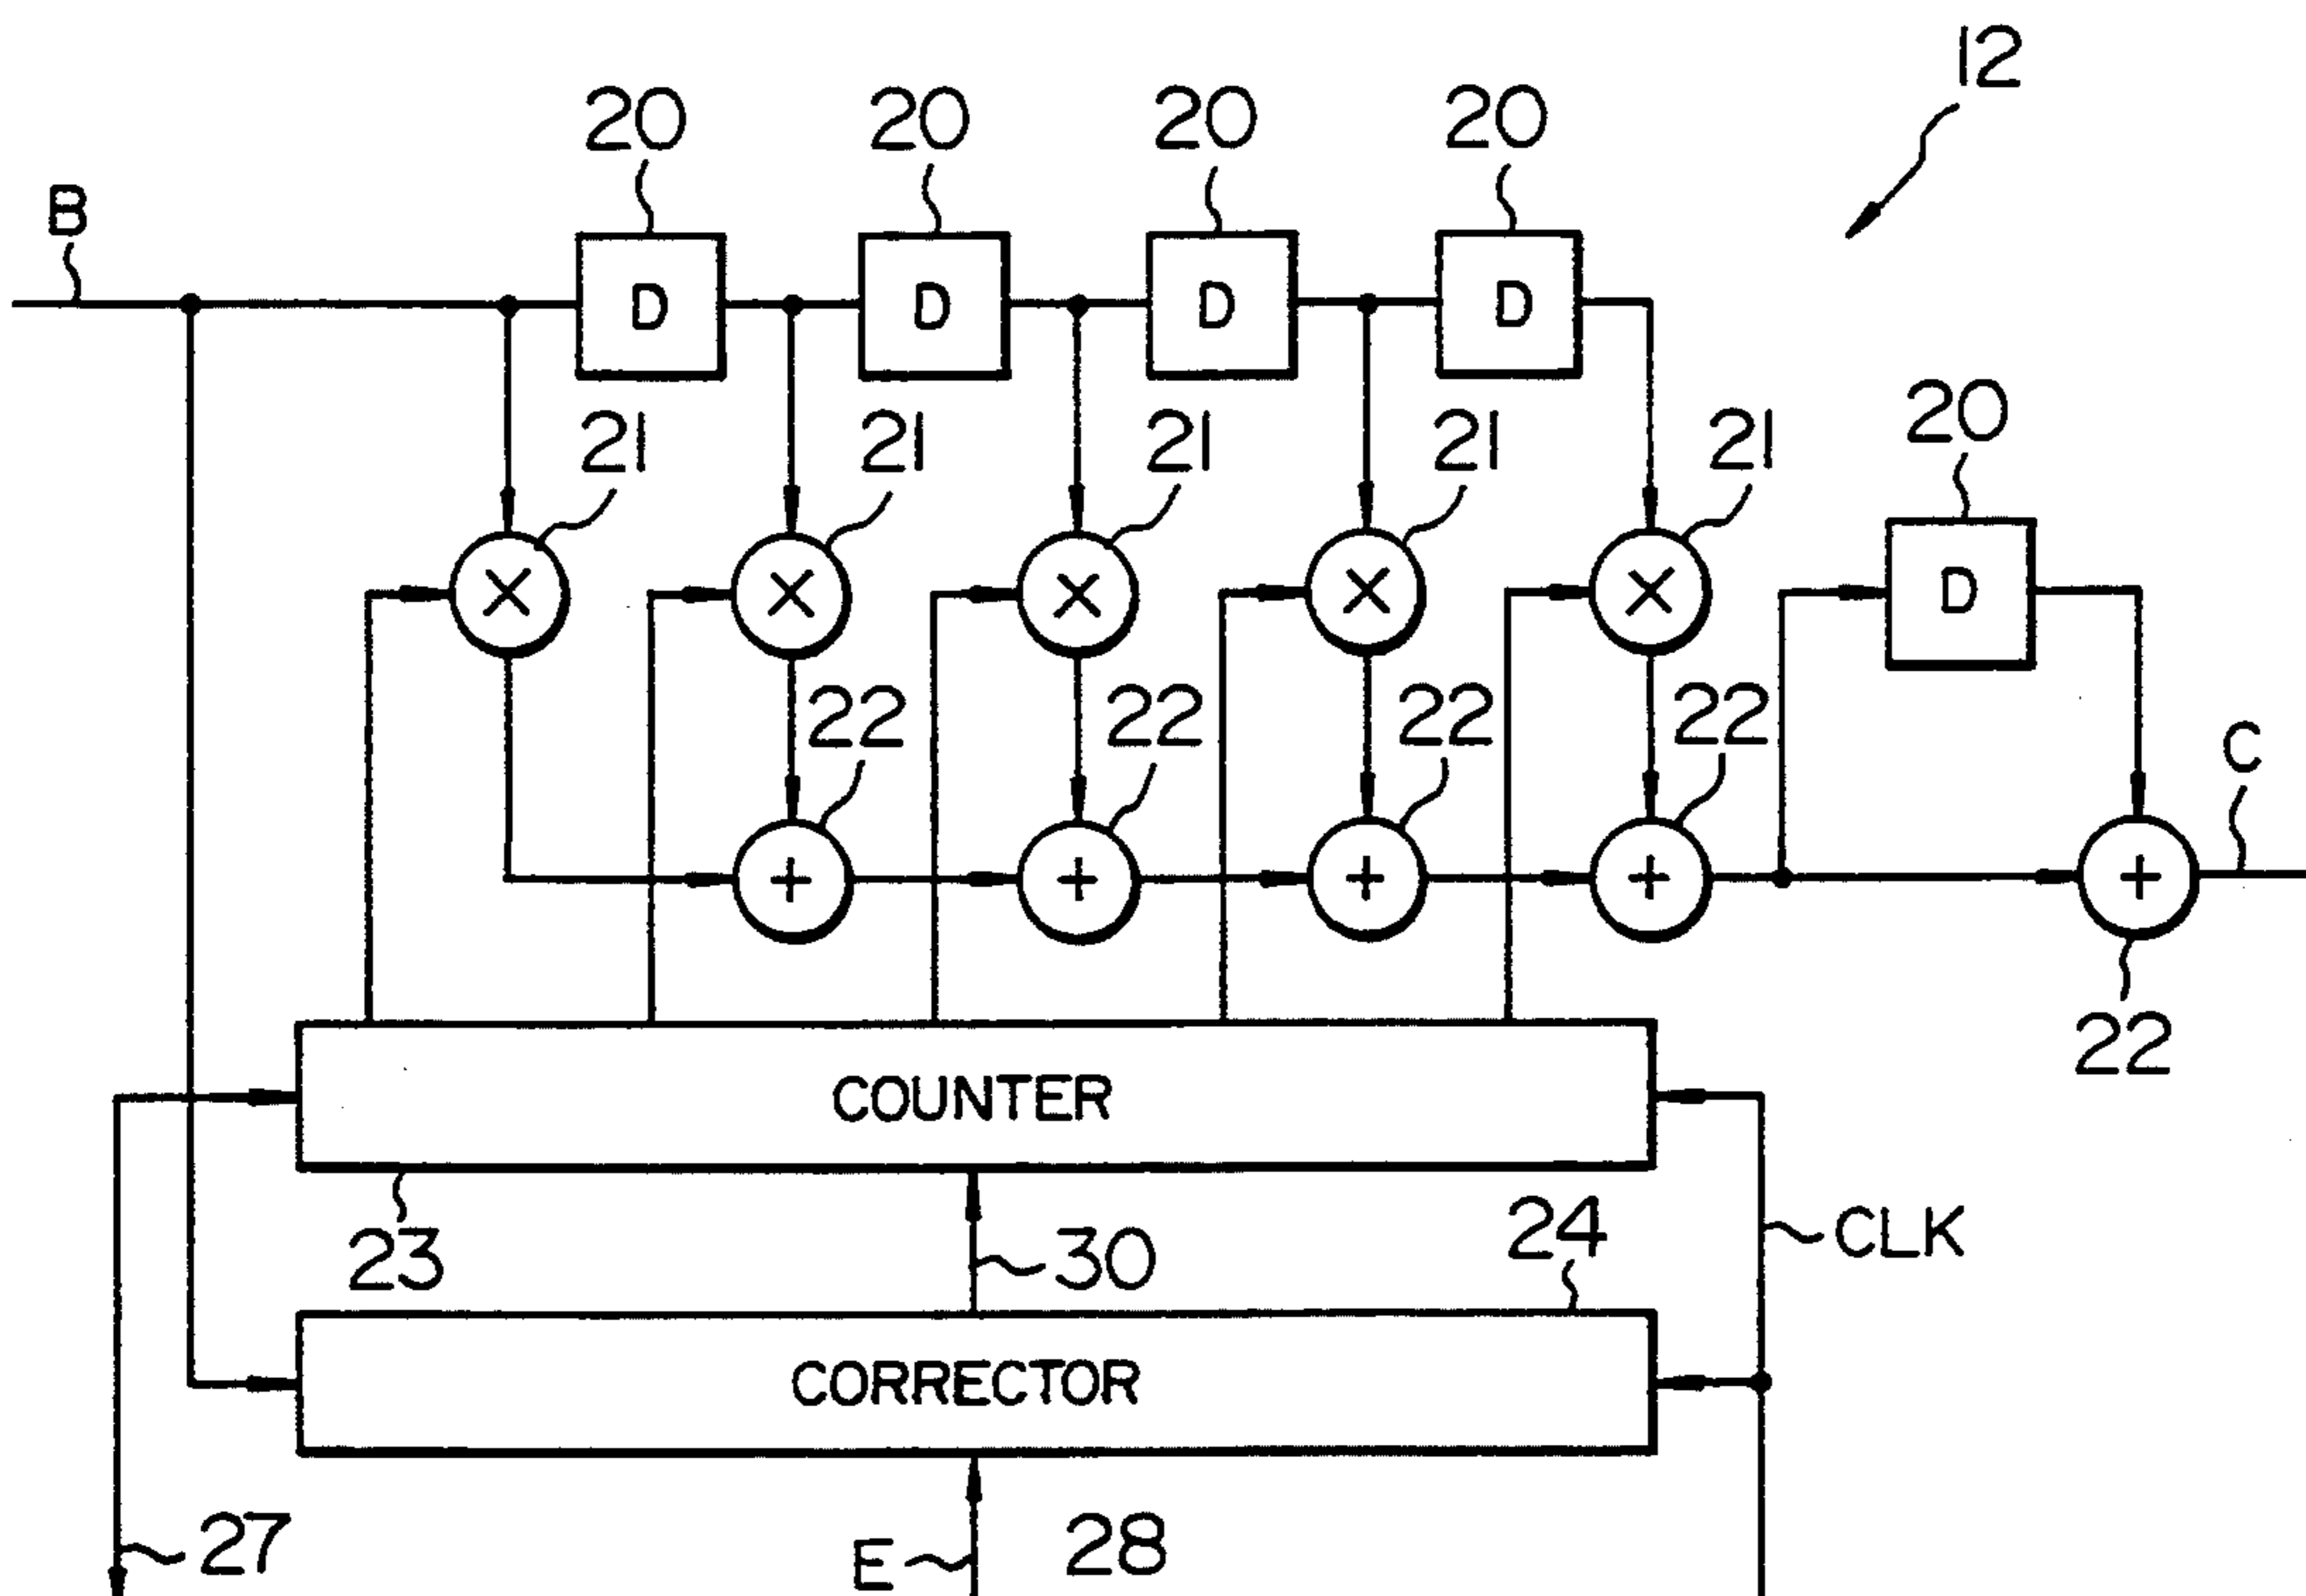 12
20 20 20 20
B
D D D D
20
21 21 21 21 21
D
× × × × ×
22 22 22 22
C
+ + + + +
22
COUNTER
23 30 24 CLK
CORRECTOR
27 E 28